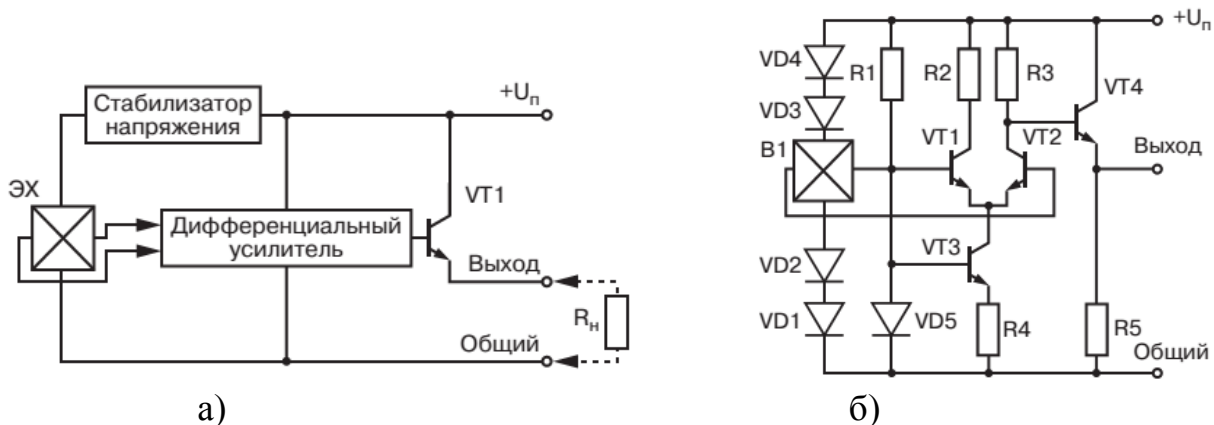 Стабилизатор
напряжения
+Uп
ЭХ
VT1
Дифференциальный
усилитель
Выход
Rн
Общий
а)
+Uп
VD4
R1
R2
R3
VT4
VD3
B1
VT1
VT2
Выход
VT3
VD2
VD1
VD5
R4
R5
Общий
б)